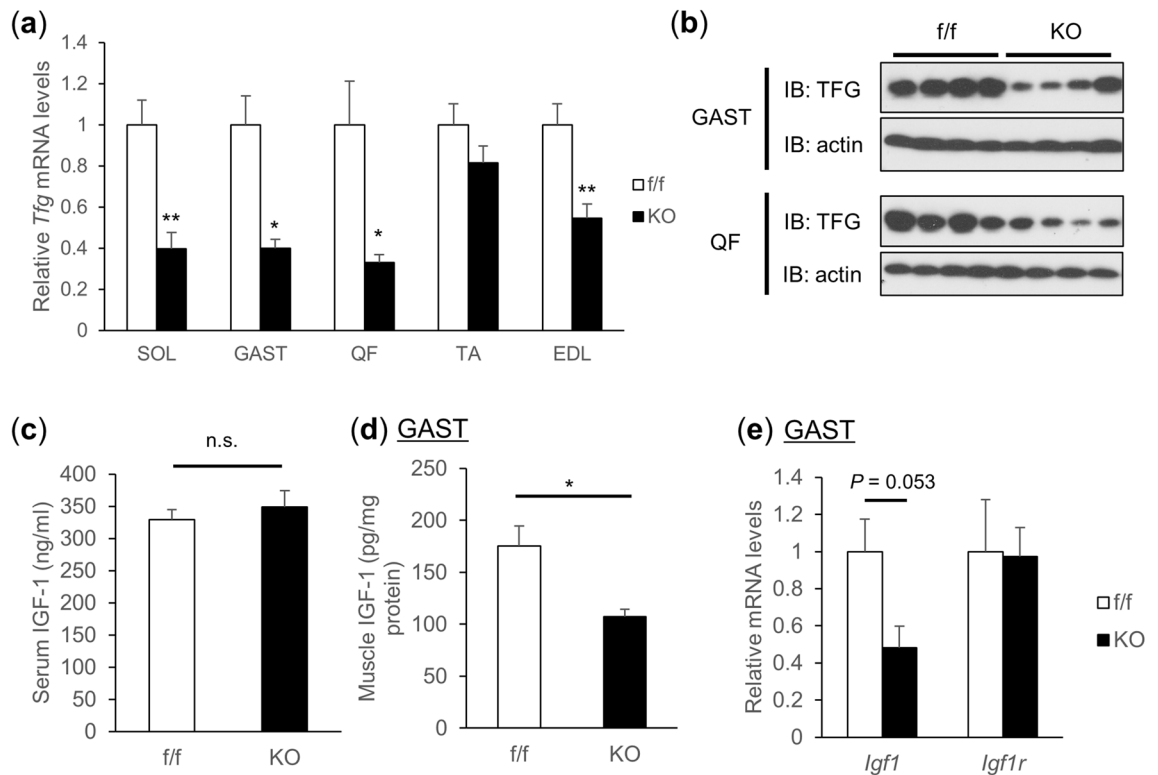 (a)
1.4
1.2
1
0.8
0.6
0.4
0.2
0
Relative Tfg mRNA levels
**
*
*
**
SOL GAST QF TA EDL
f/f
KO
(b)
f/f KO
GAST
IB: TFG
IB: actin
QF
IB: TFG
IB: actin
(c)
n.s.
400
350
300
250
200
150
100
50
0
Serum IGF-1 (ng/ml)
f/f KO
(d) GAST
*
250
200
150
100
50
0
Muscle IGF-1 (pg/mg
protein)
f/f KO
(e) GAST
P = 0.053
1.4
1.2
1
0.8
0.6
0.4
0.2
0
Relative mRNA levels
f/f
KO
Igf1 Igf1r